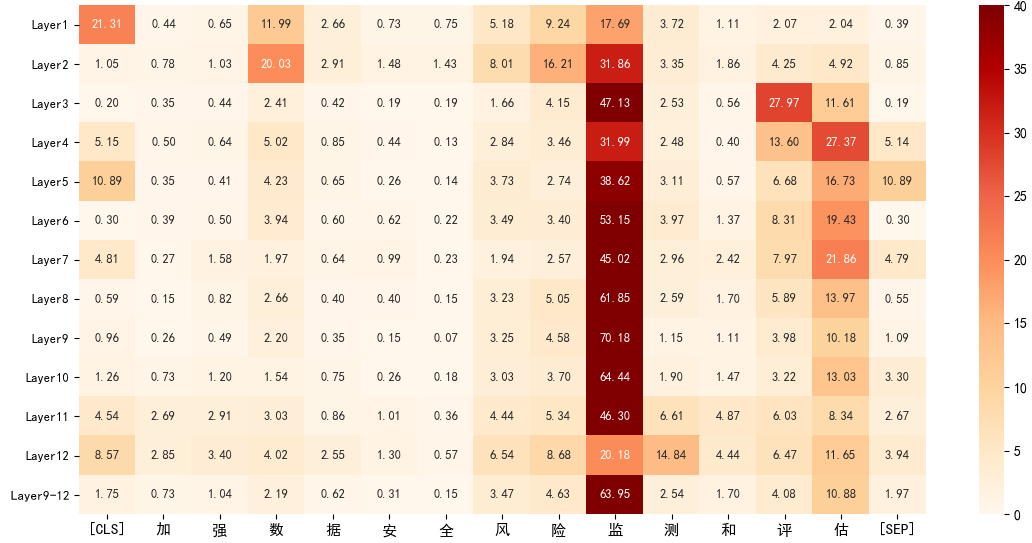 Layer1 21.31 0.44 0.65 11.99 2.66 0.73 0.75 5.18 9.24 17.69 3.72 1.11 2.07 2.04 0.39
Layer2 1.05 0.78 1.03 20.03 2.91 1.48 1.43 8.01 16.21 31.86 3.35 1.86 4.25 4.92 0.85
Layer3 0.20 0.35 0.44 2.41 0.42 0.19 0.19 1.66 4.15 47.13 2.53 0.56 27.97 11.61 0.19
Layer4 5.15 0.50 0.64 5.02 0.85 0.44 0.13 2.84 3.46 31.99 2.48 0.40 13.60 27.37 5.14
Layer5 10.89 0.35 0.41 4.23 0.65 0.26 0.14 3.73 2.74 38.62 3.11 0.57 6.68 16.73 10.89
Layer6 0.30 0.39 0.50 3.94 0.60 0.62 0.22 3.49 3.40 53.15 3.97 1.37 8.31 19.43 0.30
Layer7 4.81 0.27 1.58 1.97 0.64 0.99 0.23 1.94 2.57 45.02 2.96 2.42 7.97 21.86 4.79
Layer8 0.59 0.15 0.82 2.66 0.40 0.40 0.15 3.23 5.05 61.85 2.59 1.70 5.89 13.97 0.55
Layer9 0.96 0.26 0.49 2.20 0.35 0.15 0.07 3.25 4.58 70.18 1.15 1.11 3.98 10.18 1.09
Layer10 1.26 0.73 1.20 1.54 0.75 0.26 0.18 3.03 3.70 64.44 1.90 1.47 3.22 13.03 3.30
Layer11 4.54 2.69 2.91 3.03 0.86 1.01 0.36 4.44 5.34 46.30 6.61 4.87 6.03 8.34 2.67
Layer12 8.57 2.85 3.40 4.02 2.55 1.30 0.57 6.54 8.68 20.18 14.84 4.44 6.47 11.65 3.94
Layer9-12 1.75 0.73 1.04 2.19 0.62 0.31 0.15 3.47 4.63 63.95 2.54 1.70 4.08 10.88 1.97
[CLS] 加 强 数 据 安 全 风 险 监 测 和 评 估 [SEP]
40
35
30
25
20
15
10
5
0